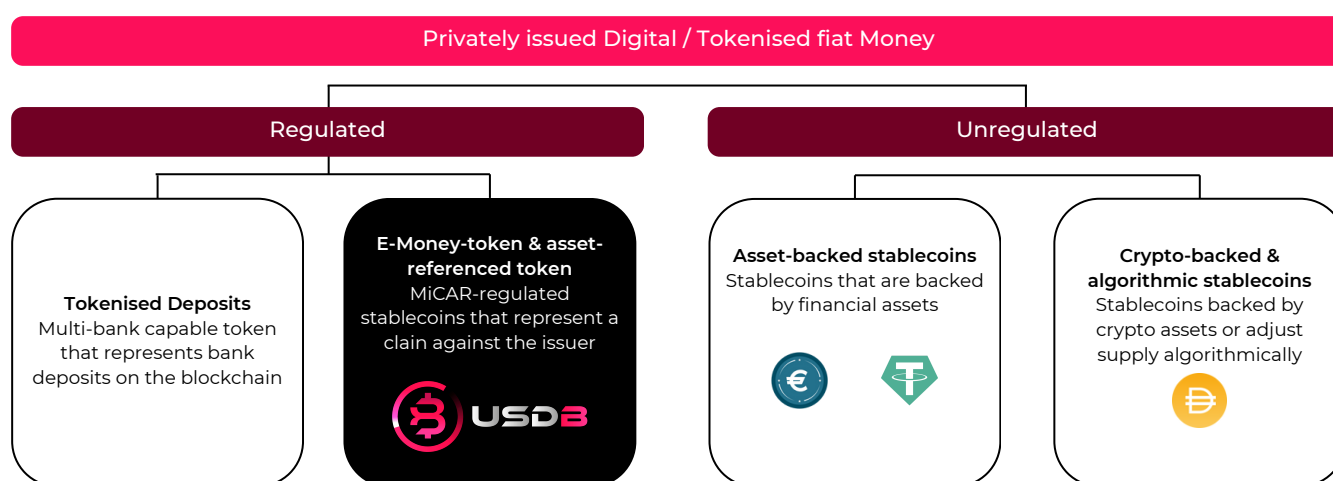 Privately issued Digital / Tokenised fiat Money
Regulated
Unregulated
Tokenised Deposits
Multi-bank capable token
that represents bank
deposits on the blockchain
E-Money-token & asset-
referenced token
MiCAR-regulated
stablecoins that represent a
clain against the issuer
USDB
Asset-backed stablecoins
Stablecoins that are backed
by financial assets
€
Crypto-backed &
algorithmic stablecoins
Stablecoins backed by
crypto assets or adjust
supply algorithmically